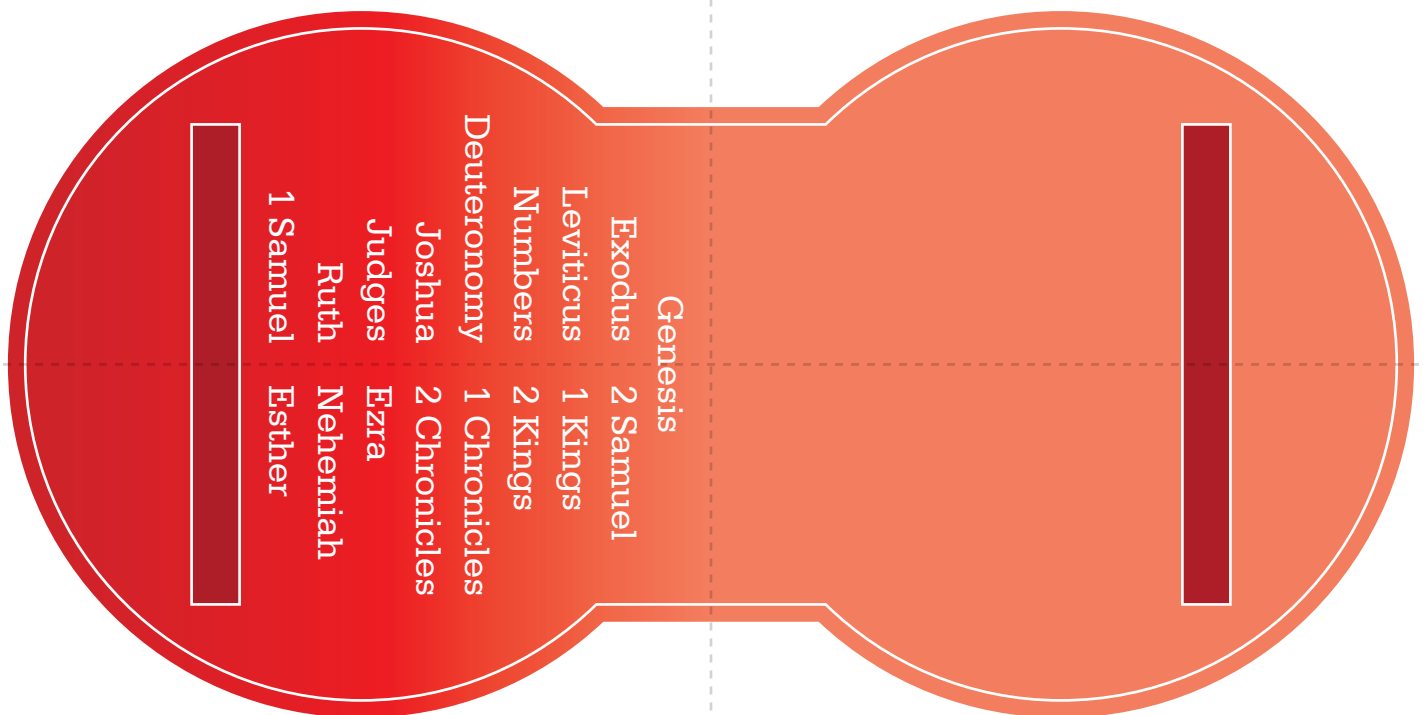 Genesis
Exodus
Leviticus
Numbers
Deuteronomy
Joshua
Judges
Ruth
1 Samuel
2 Samuel
1 Kings
2 Kings
1 Chronicles
2 Chronicles
Ezra
Nehemiah
Esther